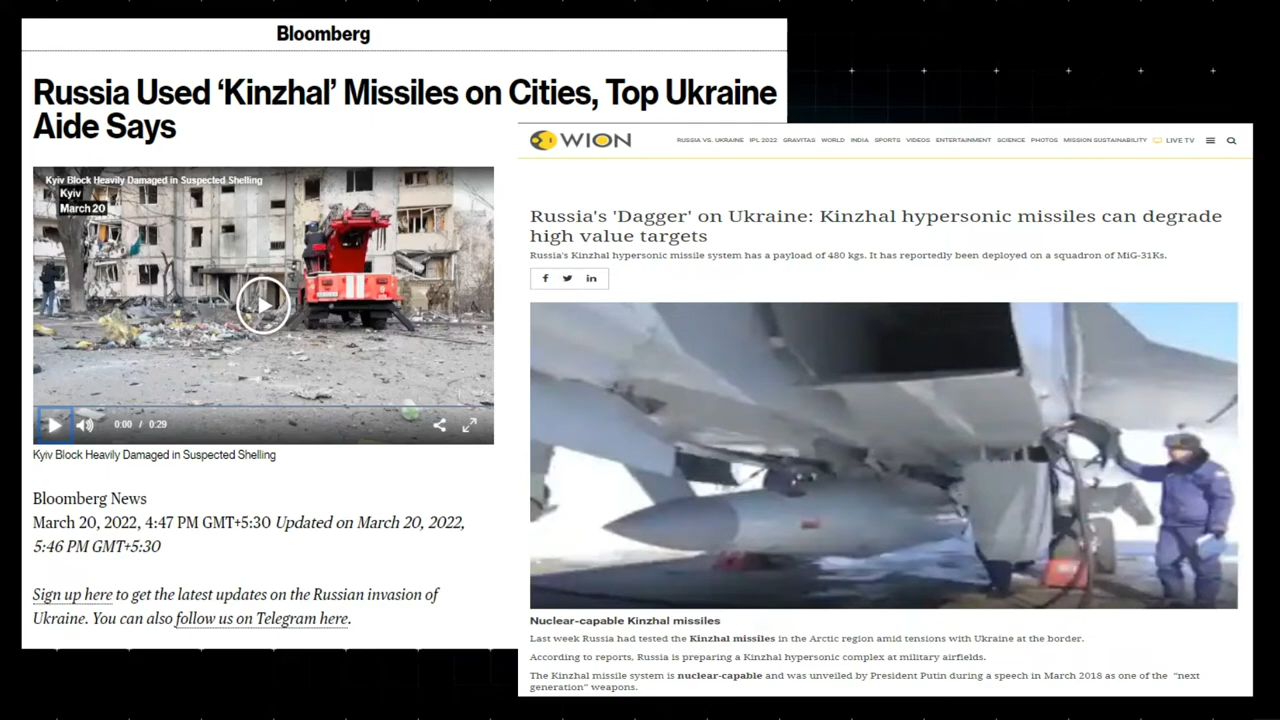 Bloomberg
Russia Used ‘Kinzhal’ Missiles on Cities, Top Ukraine
Aide Says
Kyiv Block Heavily Damaged in Suspected Shelling
Kyiv
March 20
0:00 / 0:29
Kyiv Block Heavily Damaged in Suspected Shelling
Bloomberg News
March 20, 2022, 4:47 PM GMT+5:30 Updated on March 20, 2022,
5:46 PM GMT+5:30
Sign up here to get the latest updates on the Russian invasion of
Ukraine. You can also follow us on Telegram here.
WION
RUSSIA VS. UKRAINE IPL 2022 GRAVITAS WORLD INDIA SPORTS VIDEOS ENTERTAINMENT SCIENCE PHOTOS MISSION SUSTAINABILITY LIVE TV
Russia's 'Dagger' on Ukraine: Kinzhal hypersonic missiles can degrade
high value targets
Russia's Kinzhal hypersonic missile system has a payload of 480 kgs. It has reportedly been deployed on a squadron of MiG-31Ks.
Nuclear-capable Kinzhal missiles
Last week Russia had tested the Kinzhal missiles in the Arctic region amid tensions with Ukraine at the border.
According to reports, Russia is preparing a Kinzhal hypersonic complex at military airfields.
The Kinzhal missile system is nuclear-capable and was unveiled by President Putin during a speech in March 2018 as one of the "next
generation" weapons.